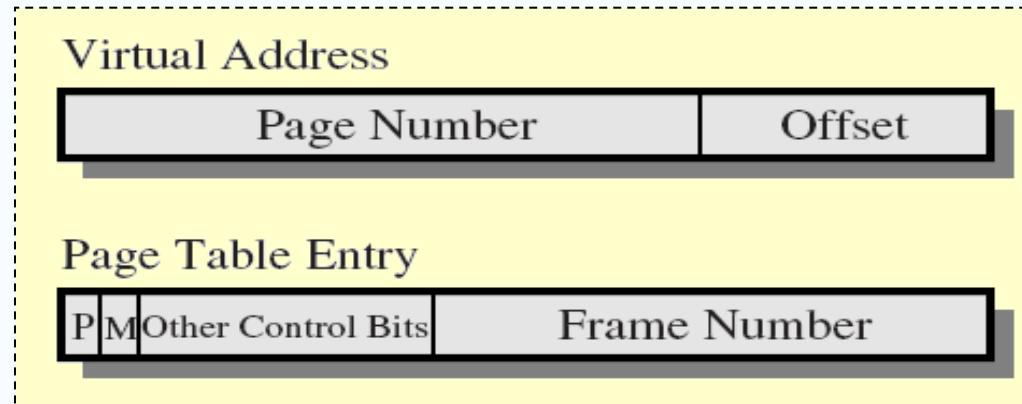 Virtual Address
Page Number Offset
Page Table Entry
P M Other Control Bits Frame Number